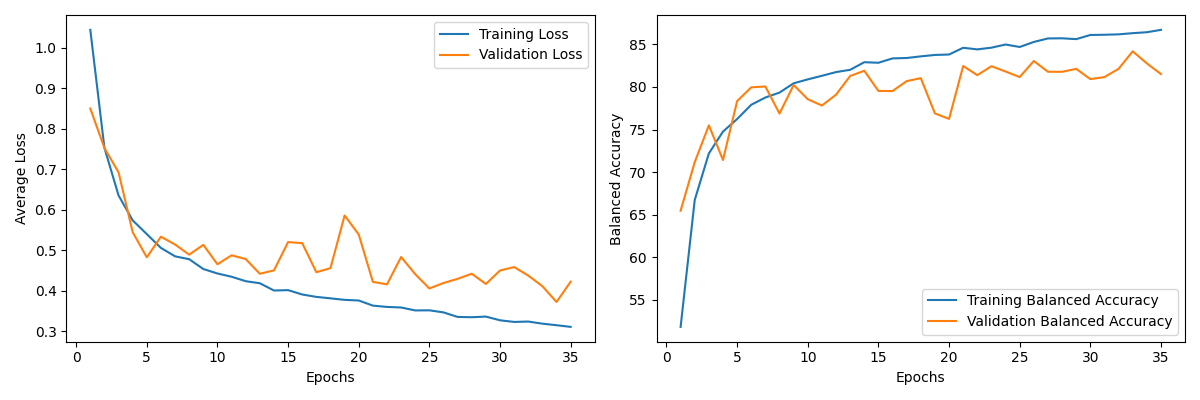 Training Loss
Validation Loss
1.0
0.9
0.8
0.7
0.6
0.5
0.4
0.3
Average Loss
0 5 10 15 20 25 30 35
Epochs
85
80
75
70
65
60
55
Balanced Accuracy
Training Balanced Accuracy
Validation Balanced Accuracy
0 5 10 15 20 25 30 35
Epochs